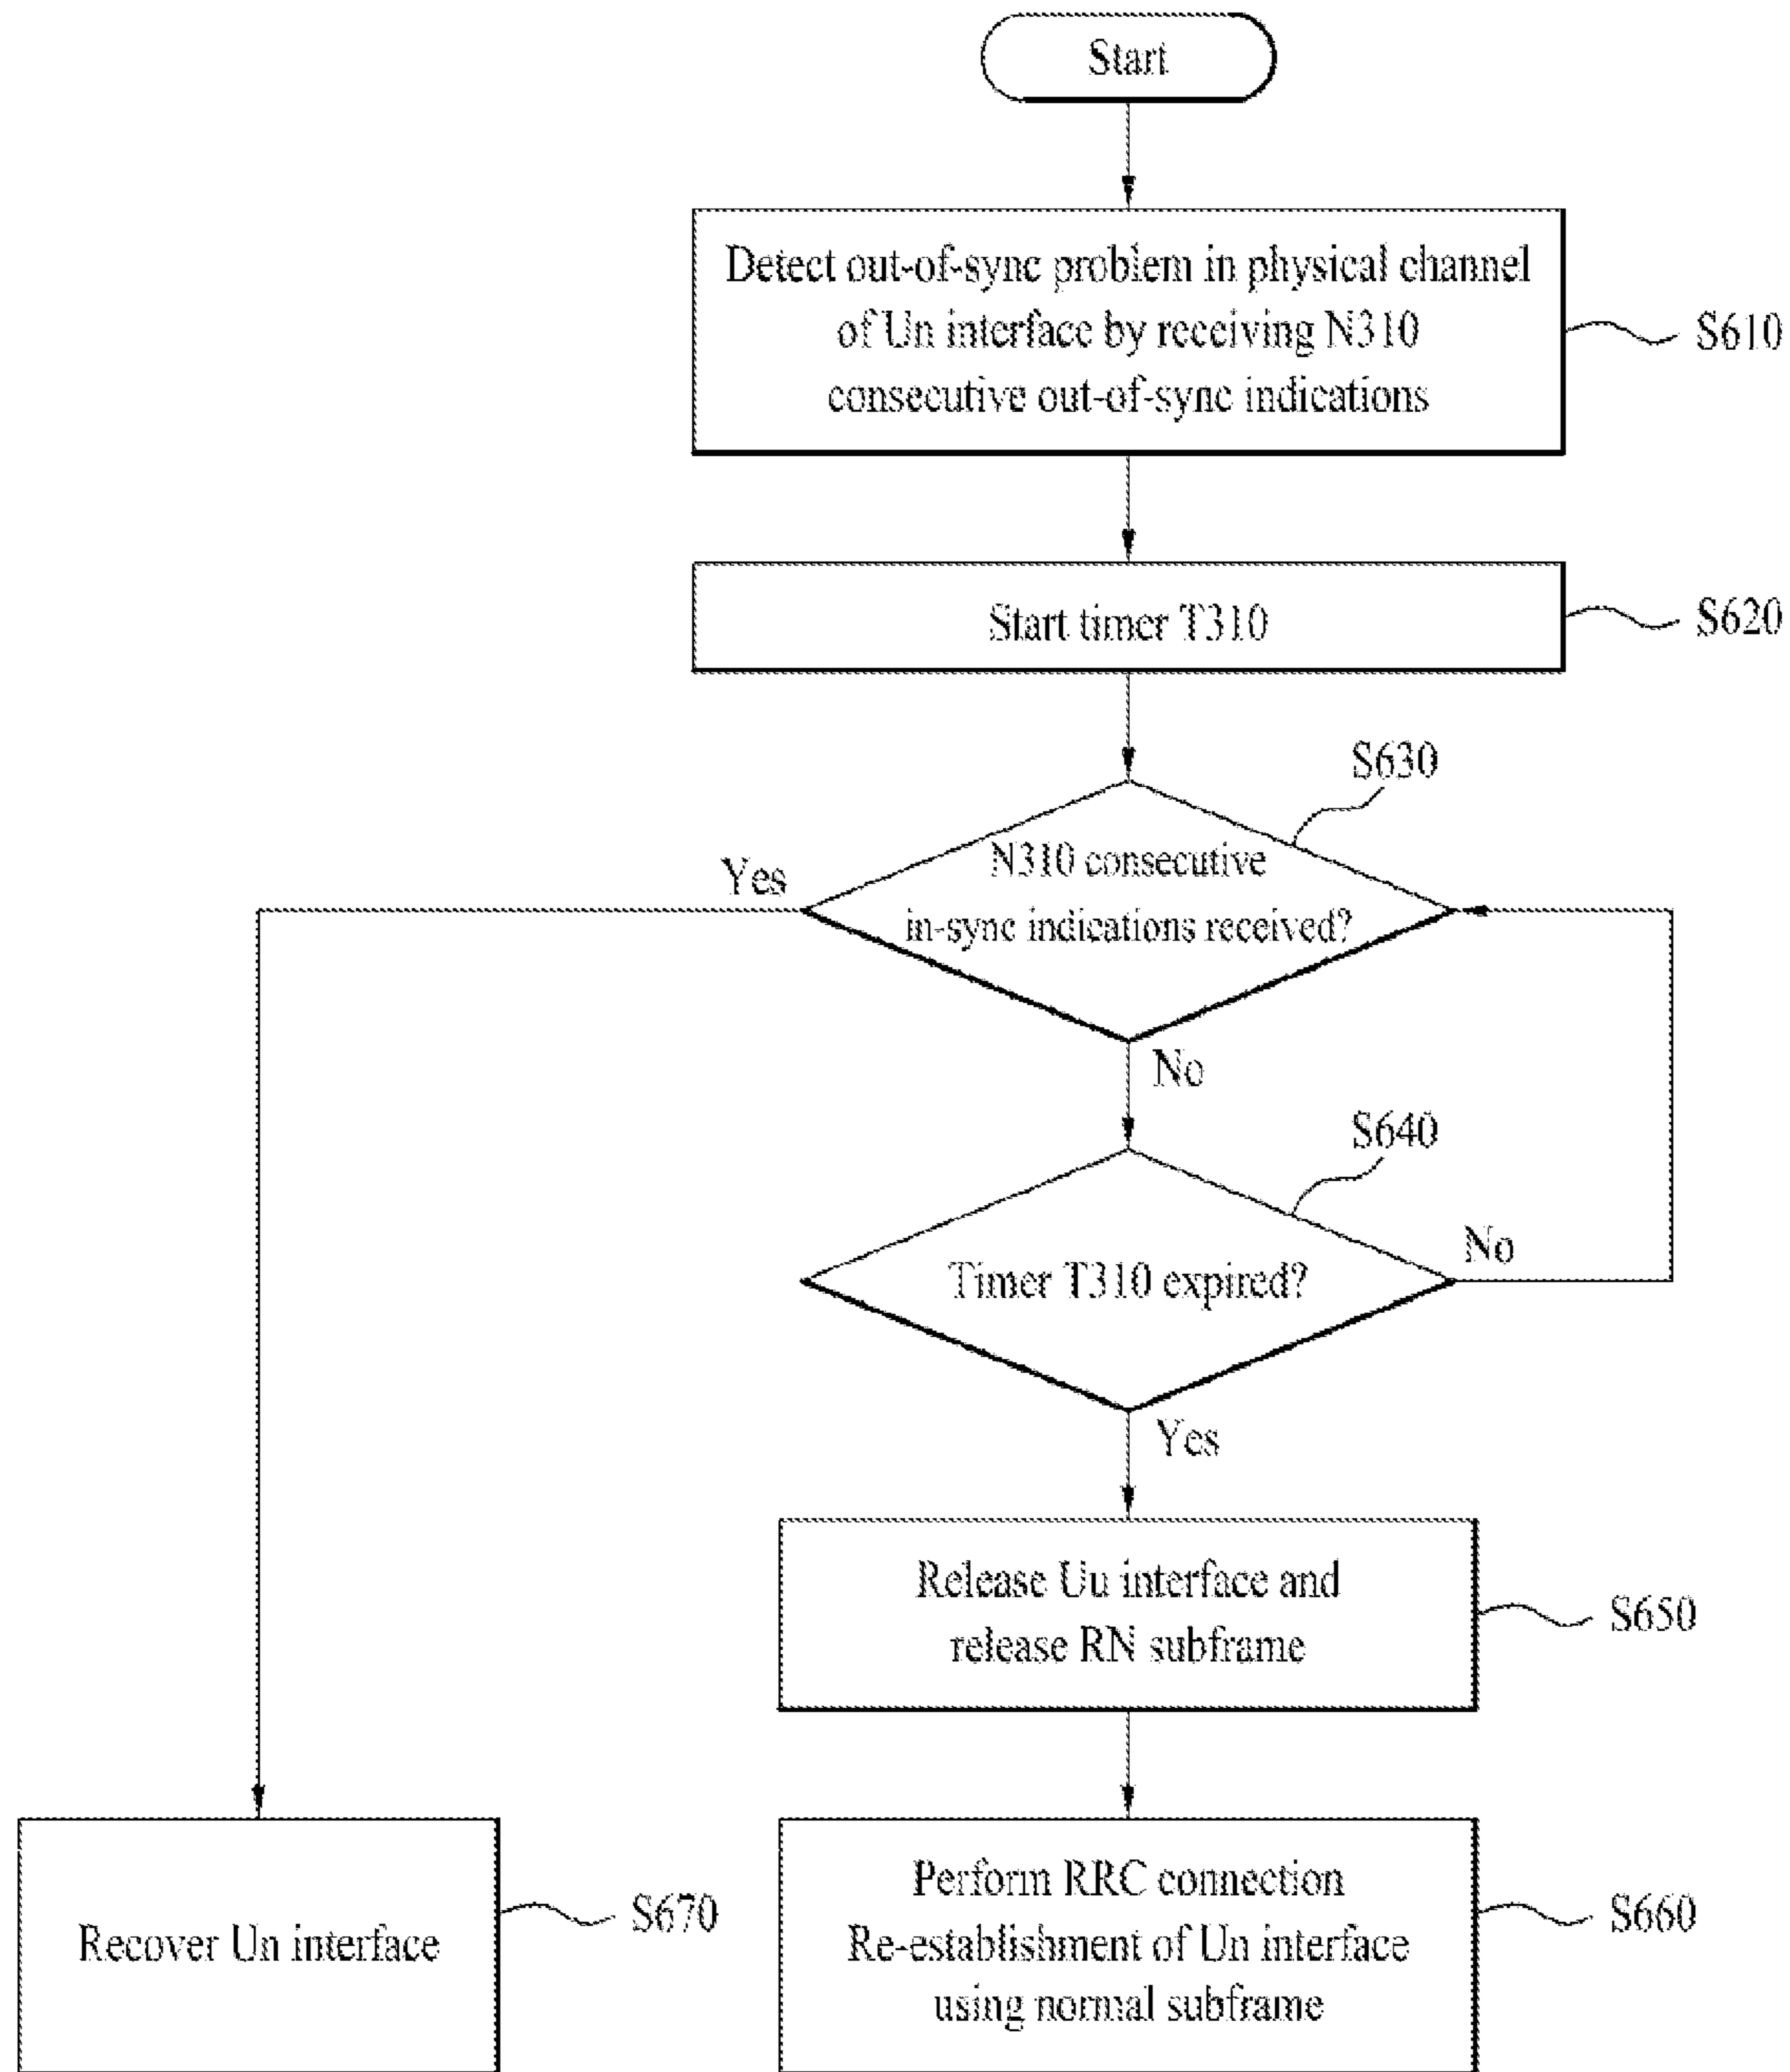 Start
Detect out-of-sync problem in physical channel
of Un interface by receiving N310
consecutive out-of-sync indications
S610
Start timer T310
S620
S630
N310 consecutive
in-sync indications received?
Yes
No
S640
Timer T310 expired?
No
Yes
Release Uu interface and
release RN subframe
S650
Perform RRC connection
Re-establishment of Un interface
using normal subframe
S660
Recover Un interface
S670